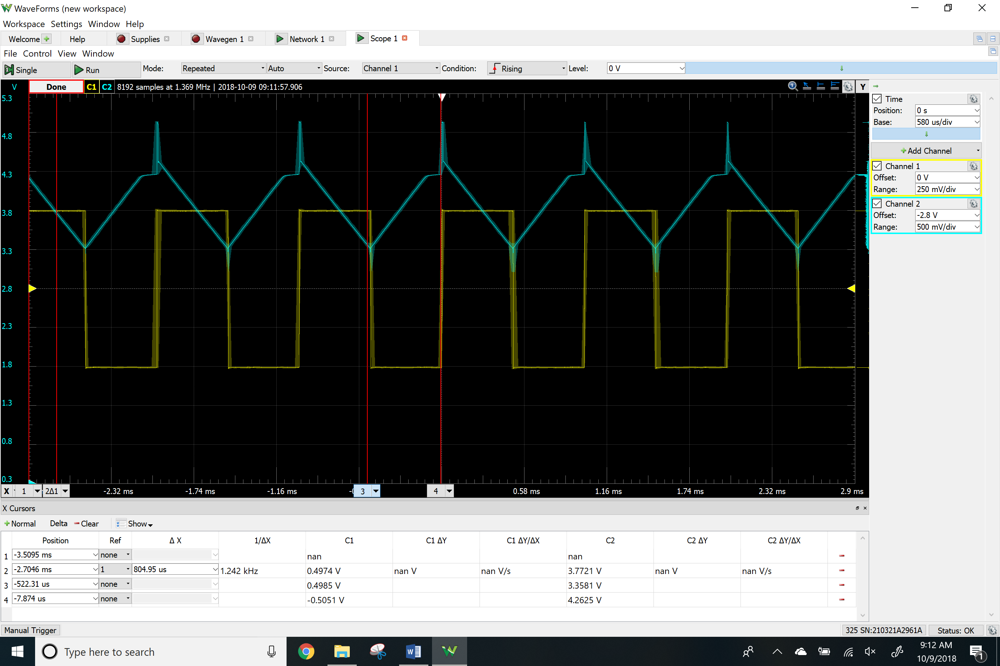 WaveForms (new workspace)
Workspace Settings Window Help
Welcome Help Supplies Wavegen 1 Network 1 Scope 1
File Control View Window
Single Run Mode: Repeated Auto Source: Channel 1 Condition: Rising Level: 0 V
V Done C1 C2 8192 samples at 1.369 MHz | 2018-10-09 09:11:57.906 Y
5.3
4.8
4.3
3.8
3.3
2.8
2.3
1.8
1.3
0.8
0.3
X 1 2Δ1 -2.32 ms -1.74 ms -1.16 ms -0 3 4 0.58 ms 1.16 ms 1.74 ms 2.32 ms 2.9 ms
Time
Position: 0 s
Base: 580 us/div
Add Channel
Channel 1
Offset: 0 V
Range: 250 mV/div
Channel 2
Offset: -2.8 V
Range: 500 mV/div
X Cursors
Normal Delta Clear Show
Position Ref Δ X 1/ΔX C1 C1 ΔY C1 ΔY/ΔX C2 C2 ΔY C2 ΔY/ΔX
1 -3.5095 ms none nan nan
2 -2.7046 ms 1 804.95 us 1.242 kHz 0.4974 V nan V nan V/s 3.7721 V nan V nan V/s
3 -522.31 us none 0.4985 V 3.3581 V
4 -7.874 us none -0.5051 V 4.2625 V
Manual Trigger 325 SN:210321A2961A Status: OK
Type here to search
9:12 AM
10/9/2018
1